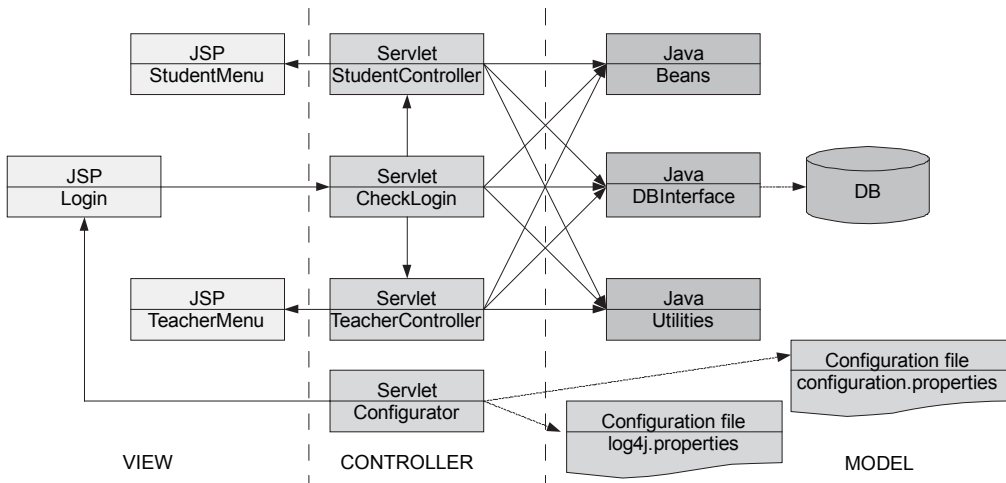 JSP
StudentMenu
Servlet
StudentController
Java
Beans
JSP
Login
Servlet
CheckLogin
Java
DBInterface
DB
JSP
TeacherMenu
Servlet
TeacherController
Java
Utilities
Servlet
Configurator
Configuration file
configuration.properties
Configuration file
log4j.properties
VIEW
CONTROLLER
MODEL